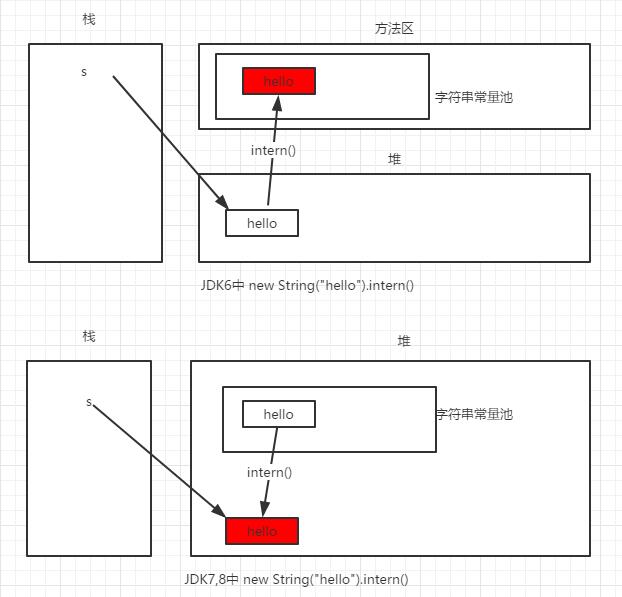 栈
方法区
s
hello
字符串常量池
intern()
堆
hello
JDK6中 new String("hello").intern()
栈
堆
s
hello
字符串常量池
intern()
hello
JDK7,8中 new String("hello").intern()